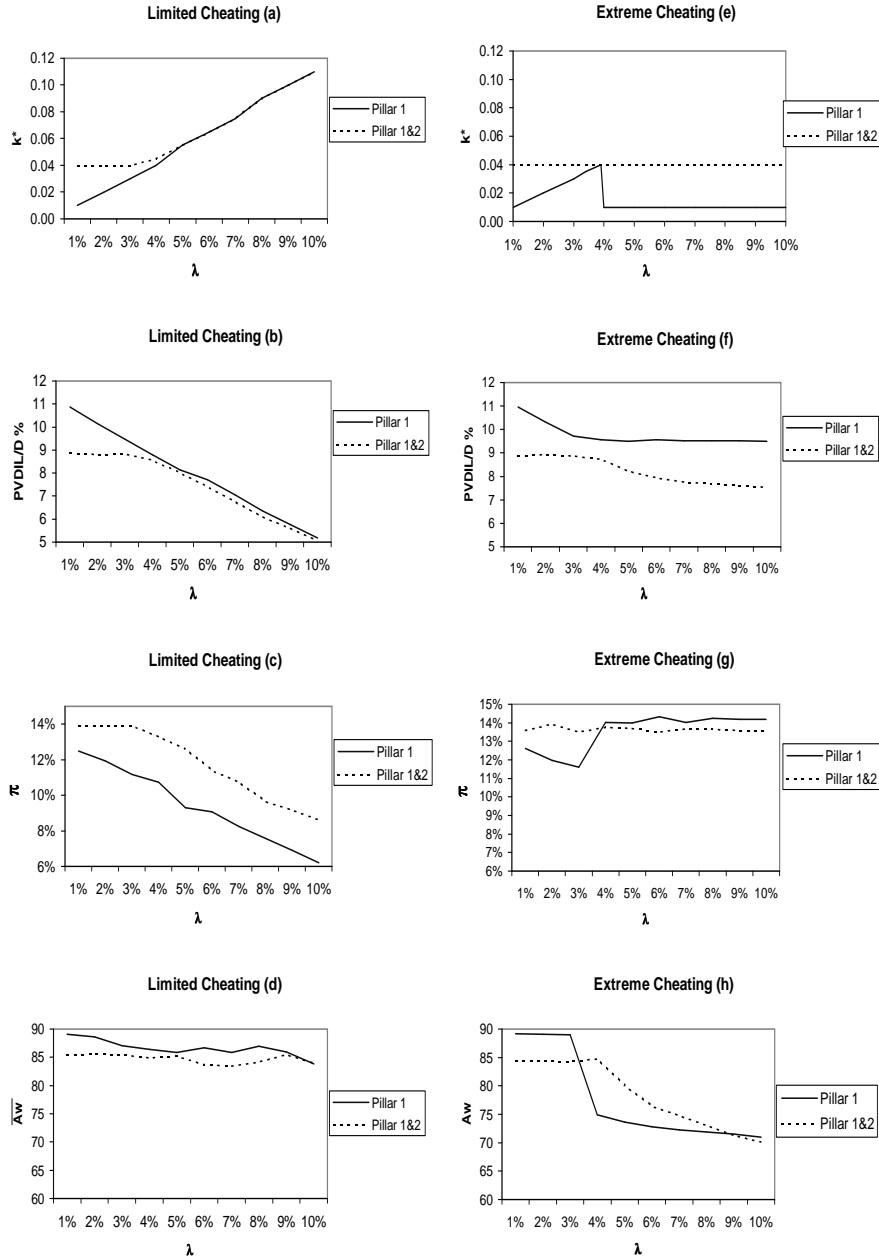 Limited Cheating (a)
0.12
0.10
0.08
0.06
0.04
0.02
0.00
k*
1% 2% 3% 4% 5% 6% 7% 8% 9% 10%
λ
Pillar 1
Pillar 1&2
Extreme Cheating (e)
0.12
0.10
0.08
0.06
0.04
0.02
0.00
k*
1% 2% 3% 4% 5% 6% 7% 8% 9% 10%
λ
Pillar 1
Pillar 1&2
Limited Cheating (b)
12
11
10
9
8
7
6
5
PVDIL/D %
1% 2% 3% 4% 5% 6% 7% 8% 9% 10%
λ
Pillar 1
Pillar 1&2
Extreme Cheating (f)
12
11
10
9
8
7
6
5
PVDIL/D %
1% 2% 3% 4% 5% 6% 7% 8% 9% 10%
λ
Pillar 1
Pillar 1&2
Limited Cheating (c)
14%
12%
10%
8%
6%
π
1% 2% 3% 4% 5% 6% 7% 8% 9% 10%
λ
Pillar 1
Pillar 1&2
Extreme Cheating (g)
15%
14%
13%
12%
11%
10%
9%
8%
7%
6%
π
1% 2% 3% 4% 5% 6% 7% 8% 9% 10%
λ
Pillar 1
Pillar 1&2
Limited Cheating (d)
90
85
80
75
70
65
60
Aw
1% 2% 3% 4% 5% 6% 7% 8% 9% 10%
λ
Pillar 1
Pillar 1&2
Extreme Cheating (h)
90
85
80
75
70
65
60
Aw
1% 2% 3% 4% 5% 6% 7% 8% 9% 10%
λ
Pillar 1
Pillar 1&2